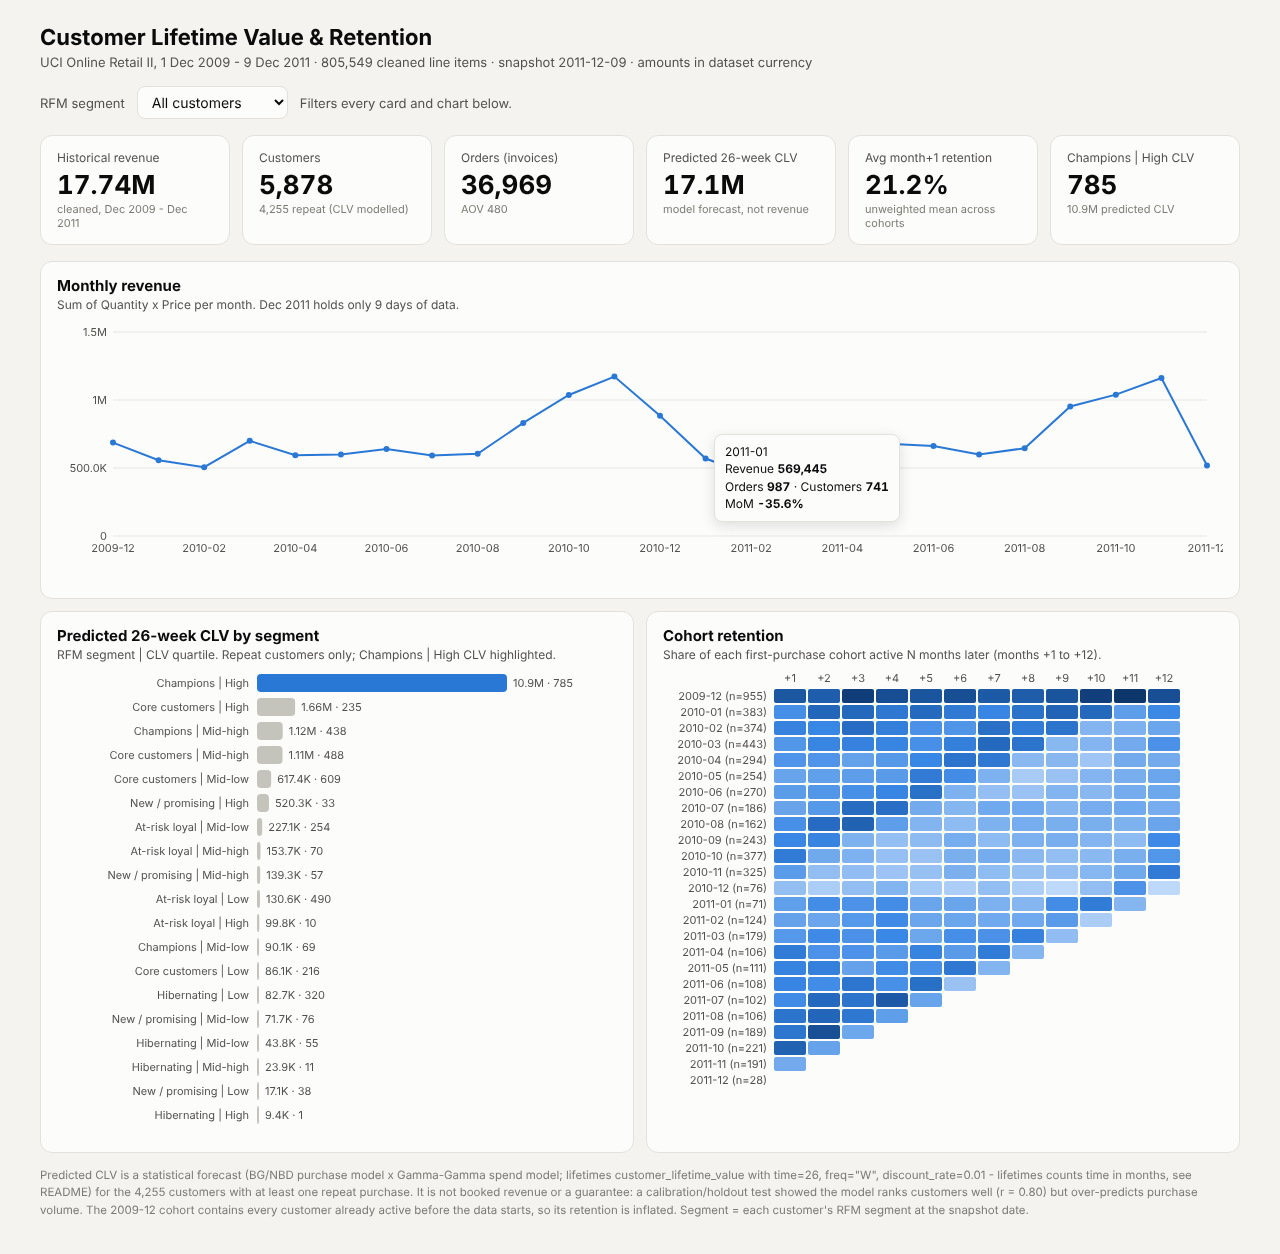 Customer Lifetime Value & Retention
UCI Online Retail II, 1 Dec 2009 - 9 Dec 2011 · 805,549 cleaned line items · snapshot 2011-12-09 · amounts in dataset currency
RFM segment
All customers
Filters every card and chart below.
Historical revenue
17.74M
cleaned, Dec 2009 - Dec
2011
Customers
5,878
4,255 repeat (CLV modelled)
Orders (invoices)
36,969
AOV 480
Predicted 26-week CLV
17.1M
model forecast, not revenue
Avg month+1 retention
21.2%
unweighted mean across
cohorts
Champions | High CLV
785
10.9M predicted CLV
Monthly revenue
Sum of Quantity x Price per month. Dec 2011 holds only 9 days of data.
1.5M
1M
500.0K
0
2011-01
Revenue 569,445
Orders 987 · Customers 741
MoM -35.6%
2009-12 2010-02 2010-04 2010-06 2010-08 2010-10 2010-12 2011-02 2011-04 2011-06 2011-08 2011-10 2011-12
Predicted 26-week CLV by segment
RFM segment | CLV quartile. Repeat customers only; Champions | High CLV highlighted.
Champions | High 10.9M · 785
Core customers | High 1.66M · 235
Champions | Mid-high 1.12M · 438
Core customers | Mid-high 1.11M · 488
Core customers | Mid-low 617.4K · 609
New / promising | High 520.3K · 33
At-risk loyal | Mid-low 227.1K · 254
At-risk loyal | Mid-high 153.7K · 70
New / promising | Mid-high 139.3K · 57
At-risk loyal | Low 130.6K · 490
At-risk loyal | High 99.8K · 10
Champions | Mid-low 90.1K · 69
Core customers | Low 86.1K · 216
Hibernating | Low 82.7K · 320
New / promising | Mid-low 71.7K · 76
Hibernating | Mid-low 43.8K · 55
Hibernating | Mid-high 23.9K · 11
New / promising | Low 17.1K · 38
Hibernating | High 9.4K · 1
Cohort retention
Share of each first-purchase cohort active N months later (months +1 to +12).
+1 +2 +3 +4 +5 +6 +7 +8 +9 +10 +11 +12
2009-12 (n=955)
2010-01 (n=383)
2010-02 (n=374)
2010-03 (n=443)
2010-04 (n=294)
2010-05 (n=254)
2010-06 (n=270)
2010-07 (n=186)
2010-08 (n=162)
2010-09 (n=243)
2010-10 (n=377)
2010-11 (n=325)
2010-12 (n=76)
2011-01 (n=71)
2011-02 (n=124)
2011-03 (n=179)
2011-04 (n=106)
2011-05 (n=111)
2011-06 (n=108)
2011-07 (n=102)
2011-08 (n=106)
2011-09 (n=189)
2011-10 (n=221)
2011-11 (n=191)
2011-12 (n=28)
Predicted CLV is a statistical forecast (BG/NBD purchase model x Gamma-Gamma spend model; lifetimes customer_lifetime_value with time=26, freq="W", discount_rate=0.01 - lifetimes counts time in months, see
README) for the 4,255 customers with at least one repeat purchase. It is not booked revenue or a guarantee: a calibration/holdout test showed the model ranks customers well (r = 0.80) but over-predicts purchase
volume. The 2009-12 cohort contains every customer already active before the data starts, so its retention is inflated. Segment = each customer's RFM segment at the snapshot date.